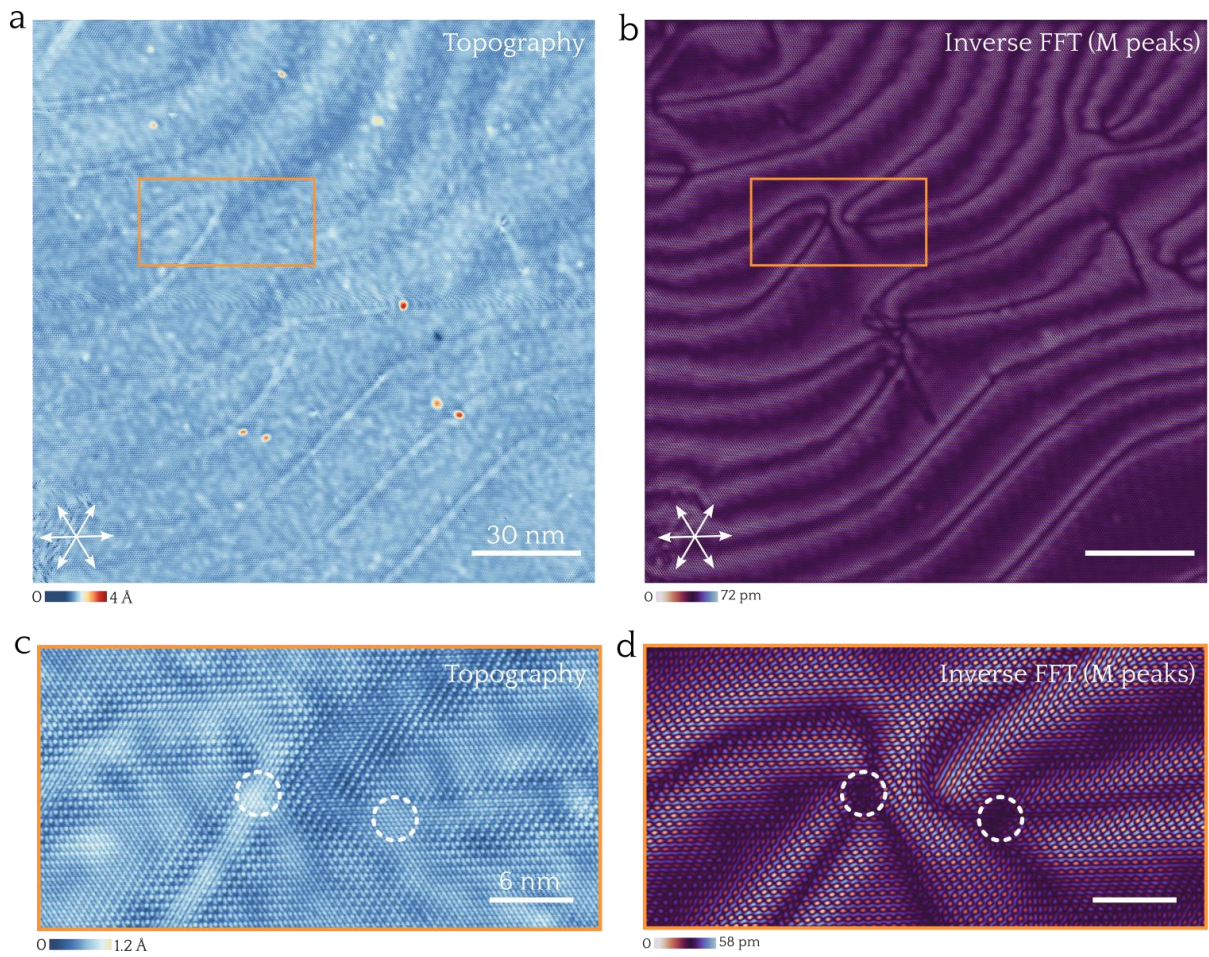 a
Topography
30 nm
0 4 Å
b
Inverse FFT (M peaks)
0 72 pm
c
Topography
6 nm
0 1.2 Å
d
Inverse FFT (M peaks)
0 58 pm